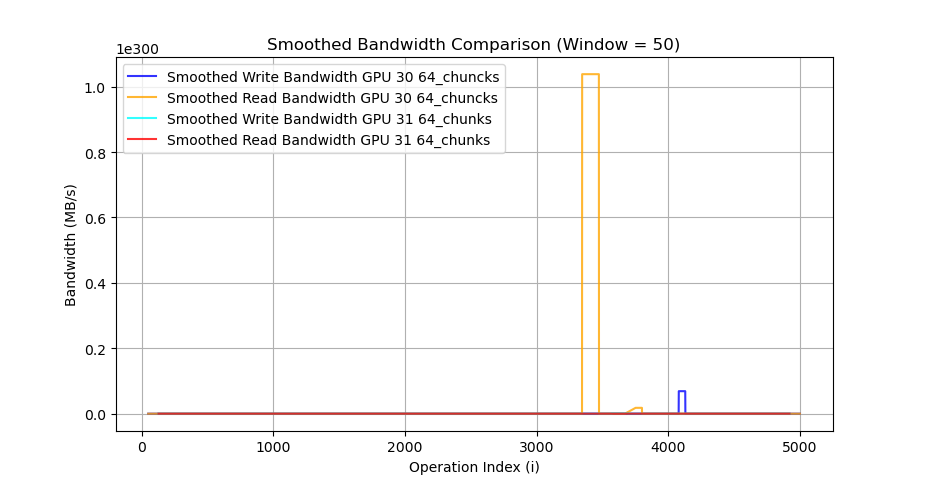 Smoothed Bandwidth Comparison (Window = 50)
1e300
Smoothed Write Bandwidth GPU 30 64_chuncks
Smoothed Read Bandwidth GPU 30 64_chuncks
Smoothed Write Bandwidth GPU 31 64_chunks
Smoothed Read Bandwidth GPU 31 64_chunks
Bandwidth (MB/s)
1.0
0.8
0.6
0.4
0.2
0.0
0 1000 2000 3000 4000 5000
Operation Index (i)